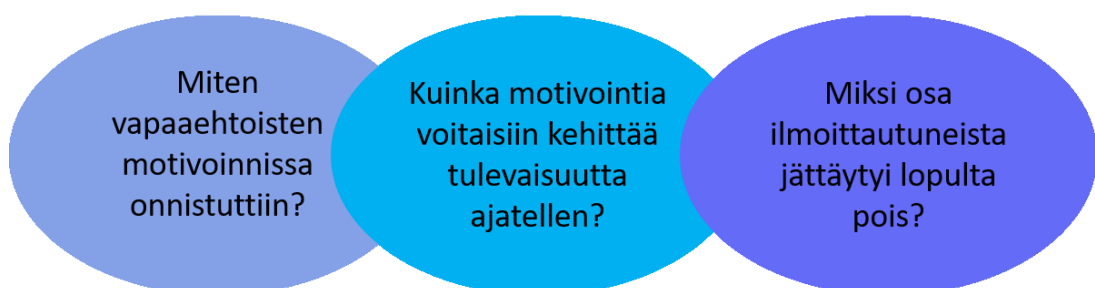 Miten
vapaaehtoisten
motivoinnissa
onnistuttiin?
Kuinka motivointia
voitaisiin kehittää
tulevaisuutta
ajatellen?
Miksi osa
ilmoittautuneista
jättäytyi lopulta
pois?